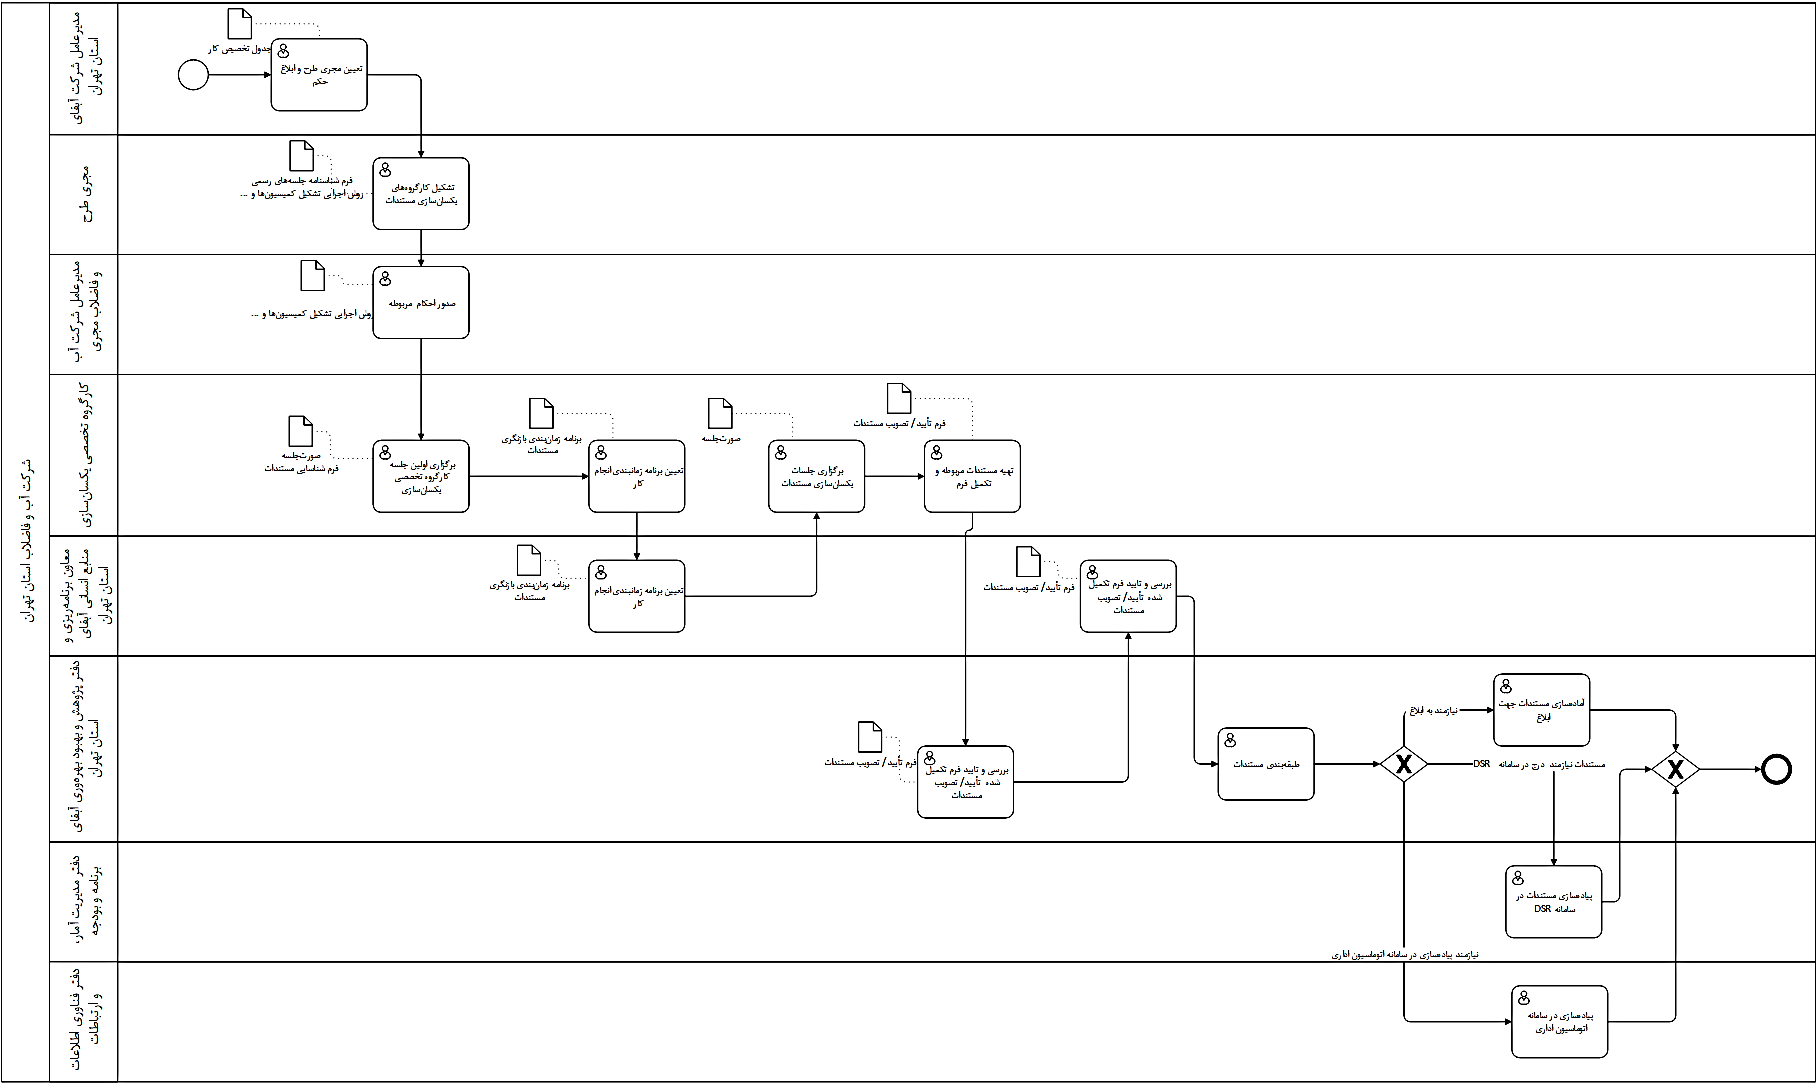 شرکت آب و فاضلاب استان تهران
مدیرعامل شرکت آبفای
استان تهران
جدول تخصیص کار
تعیین مجری طرح و ابلاغ
حکم
مجری طرح
فرم شناسنامه جلسه‌های رسمی
روش اجرایی تشکیل کمیسیون‌ها و ...
تشکیل کارگروه‌های
یکسان‌سازی مستندات
مدیرعامل شرکت آب
و فاضلاب مجری
روش اجرایی تشکیل کمیسیون‌ها و ...
صدور احکام مربوطه
کارگروه تخصصی یکسان‌سازی
صورت‌جلسه
فرم شناسایی مستندات
برگزاری اولین جلسه
کارگروه تخصصی
یکسان‌سازی
برنامه زمان‌بندی بازنگری
مستندات
تعیین برنامه زمانبندی انجام
کار
صورت‌جلسه
برگزاری جلسات
یکسان‌سازی مستندات
فرم تأیید/ تصویب مستندات
تهیه مستندات مربوطه و
تکمیل فرم
معاون برنامه‌ریزی و
منابع انسانی آبفای
استان تهران
برنامه زمان‌بندی بازنگری
مستندات
تعیین برنامه زمانبندی انجام
کار
فرم تأیید/ تصویب مستندات
بررسی و تایید فرم تکمیل
شده تأیید/ تصویب
مستندات
دفتر پژوهش و بهبود بهره‌وری آبفای
استان تهران
فرم تأیید/ تصویب مستندات
بررسی و تایید فرم تکمیل
شده تأیید/ تصویب
مستندات
طبقه‌بندی مستندات
نیازمند به ابلاغ
آماده‌سازی مستندات جهت
ابلاغ
مستندات نیازمند درج در سامانه DSR
دفتر مدیریت آمار،
برنامه و بودجه
پیاده‌سازی مستندات در
سامانه DSR
نیازمند پیاده‌سازی در سامانه اتوماسیون اداری
دفتر فناوری اطلاعات
و ارتباطات
پیاده‌سازی در سامانه
اتوماسیون اداری